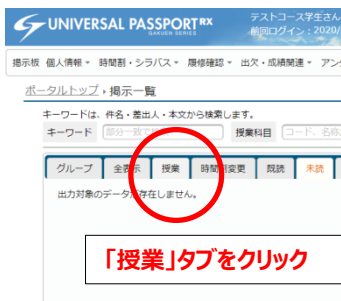 UNIVERSAL PASSPORT RX
GAKUEN SERIES
テストコース学生さん
前回ログイン : 2020/
掲示板 個人情報 時間割・シラバス 履修確認 出欠・成績関連 アン
ポータルトップ › 掲示一覧
キーワードは、件名・差出人・本文から検索します。
キーワード 部分一致で 授業科目 コード、名称
グループ 全表示 授業 時間割変更 既読 未読
出力対象のデータが存在しません。
「授業」タブをクリック